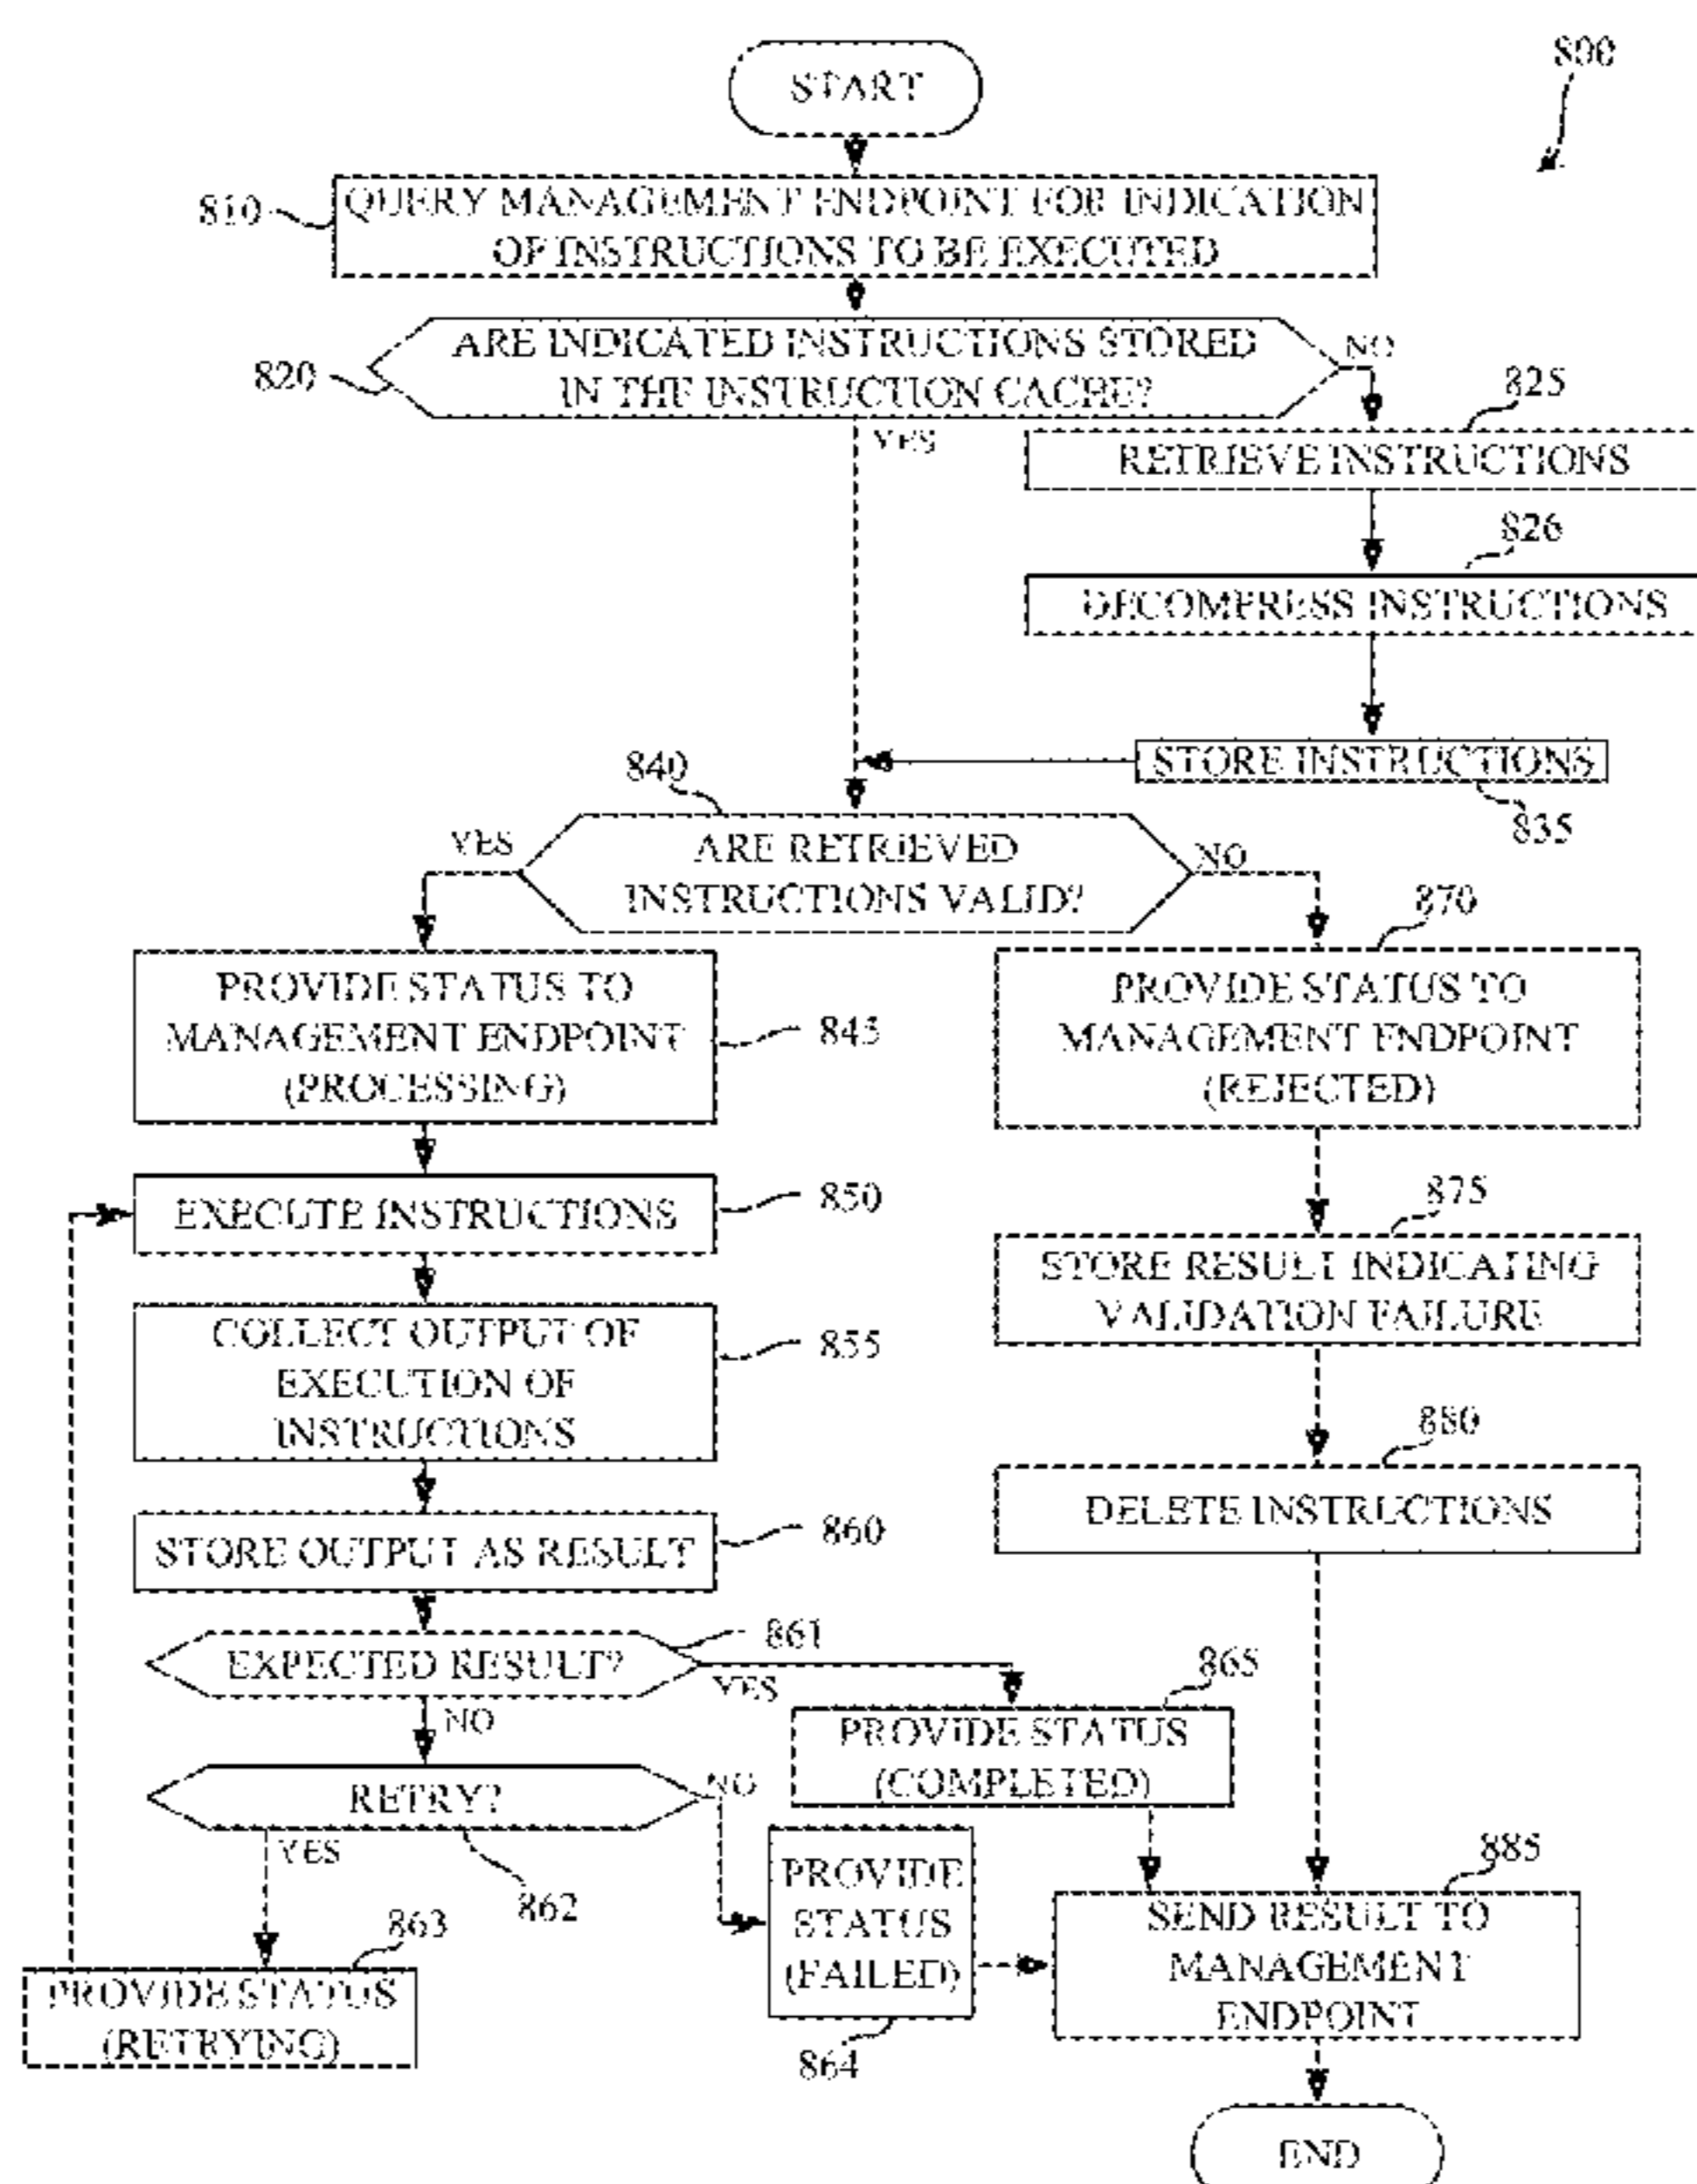 800
START
810
QUERY MANAGEMENT ENDPOINT FOR INDICATION
OF INSTRUCTIONS TO BE EXECUTED
820
ARE INDICATED INSTRUCTIONS STORED
IN THE INSTRUCTION CACHE?
NO
YES
825
RETRIEVE INSTRUCTIONS
826
DECOMPRESS INSTRUCTIONS
STORE INSTRUCTIONS
835
840
ARE RETRIEVED
INSTRUCTIONS VALID?
YES
NO
PROVIDE STATUS TO
MANAGEMENT ENDPOINT
(PROCESSING)
845
870
PROVIDE STATUS TO
MANAGEMENT ENDPOINT
(REJECTED)
EXECUTE INSTRUCTIONS
850
875
STORE RESULT INDICATING
VALIDATION FAILURE
COLLECT OUTPUT OF
EXECUTION OF
INSTRUCTIONS
855
880
DELETE INSTRUCTIONS
STORE OUTPUT AS RESULT
860
EXPECTED RESULT?
861
YES
NO
865
PROVIDE STATUS
(COMPLETED)
RETRY?
NO
YES
862
863
PROVIDE STATUS
(RETRYING)
PROVIDE
STATUS
(FAILED)
864
885
SEND RESULT TO
MANAGEMENT
ENDPOINT
END